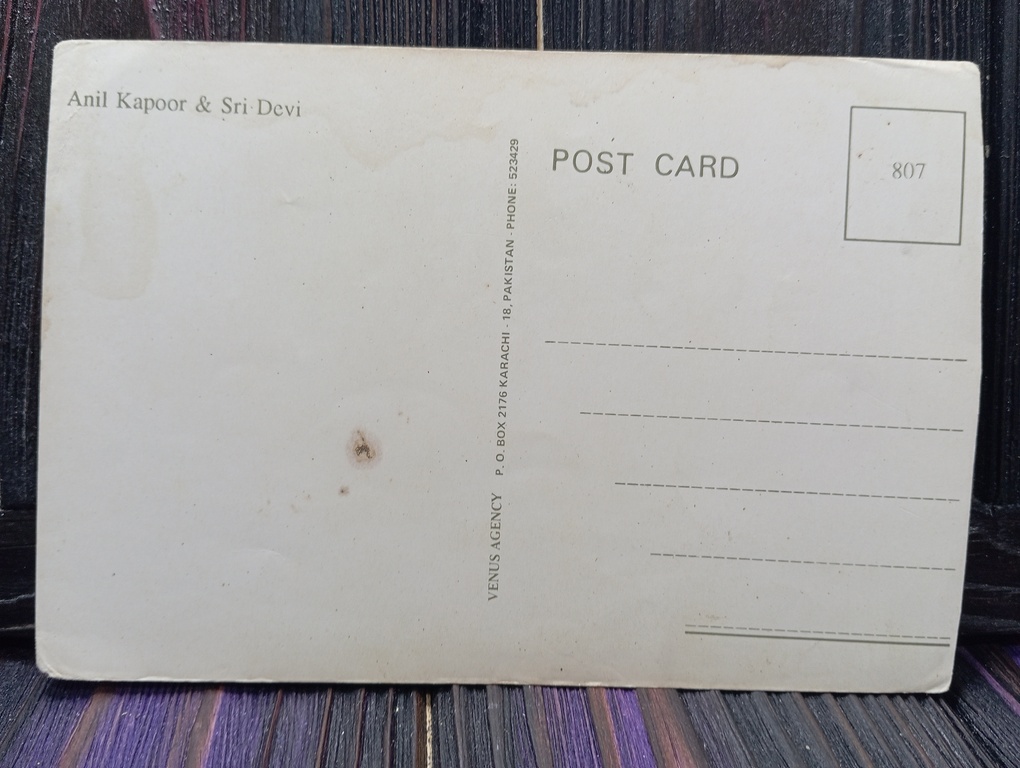 Anil Kapoor & Sri Devi
VENUS AGENCY P. O. BOX 2176 KARACHI - 18, PAKISTAN - PHONE: 523429
POST CARD
807